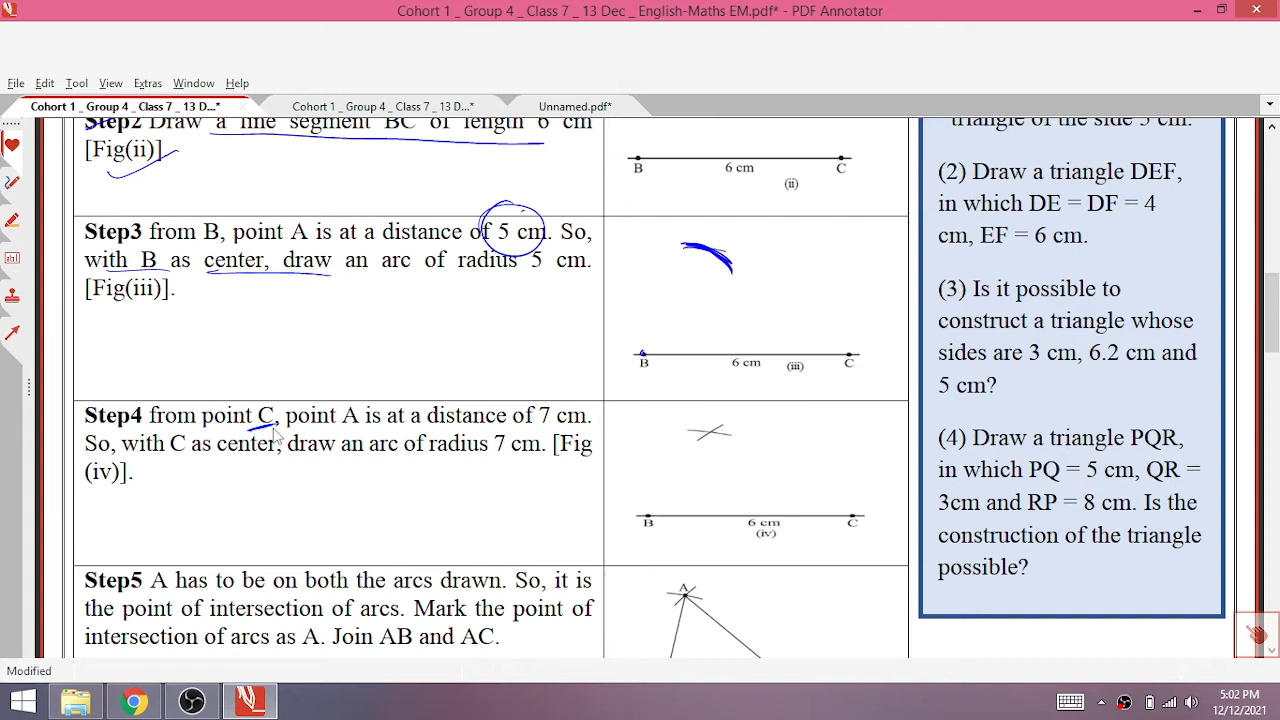 Cohort 1 _ Group 4 _ Class 7 _ 13 Dec _ English-Maths EM.pdf* - PDF Annotator
File Edit Tool View Extras Window Help
Cohort 1 _ Group 4 _ Class 7 _ 13 D...* Cohort 1 _ Group 4 _ Class 7 _ 13 D...* Unnamed.pdf*
Step2 Draw a line segment BC of length 6 cm
[Fig(ii)]
B 6 cm C
(ii)
Step3 from B, point A is at a distance of 5 cm. So,
with B as center, draw an arc of radius 5 cm.
[Fig(iii)].
B 6 cm (iii) C
Step4 from point C, point A is at a distance of 7 cm.
So, with C as center, draw an arc of radius 7 cm. [Fig
(iv)].
B 6 cm C
(iv)
Step5 A has to be on both the arcs drawn. So, it is
the point of intersection of arcs. Mark the point of
intersection of arcs as A. Join AB and AC.
A
triangle of the side 5 cm.
(2) Draw a triangle DEF,
in which DE = DF = 4
cm, EF = 6 cm.
(3) Is it possible to
construct a triangle whose
sides are 3 cm, 6.2 cm and
5 cm?
(4) Draw a triangle PQR,
in which PQ = 5 cm, QR =
3cm and RP = 8 cm. Is the
construction of the triangle
possible?
Modified
5:02 PM
12/12/2021